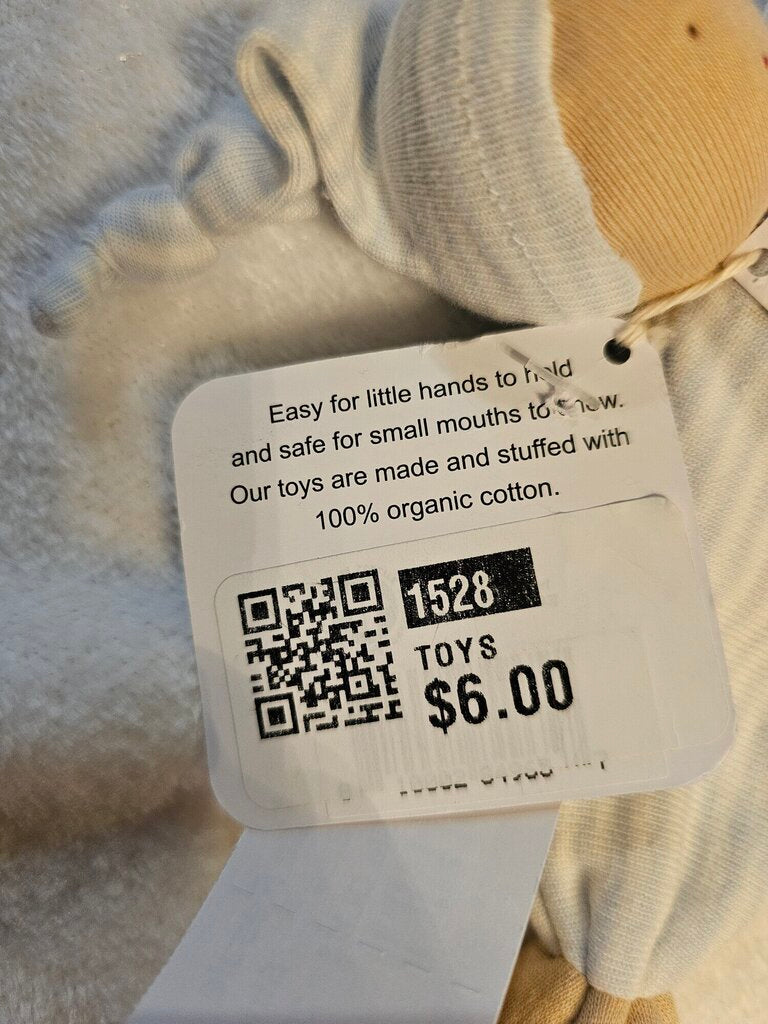 Easy for little hands to hold
and safe for small mouths to
Our toys are made and stuffed with
100% organic cotton.
1528
TOYS
$6.00